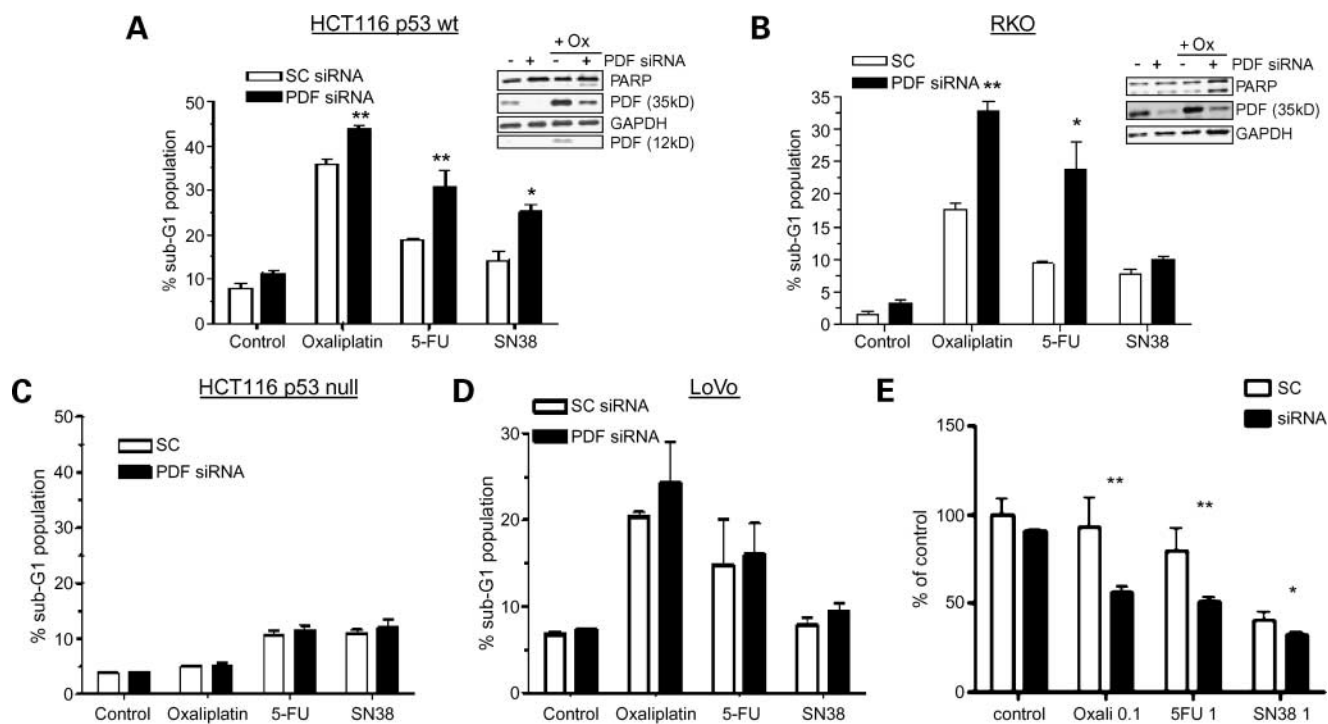 A
HCT116 p53 wt
SC siRNA
PDF siRNA
% sub-G1 population
50
40
30
20
10
0
**
**
*
Control Oxaliplatin 5-FU SN38
+ Ox
- + - + PDF siRNA
PARP
PDF (35kD)
GAPDH
PDF (12kD)
B
RKO
SC
PDF siRNA
% sub-G1 population
35
30
25
20
15
10
5
0
**
*
Control Oxaliplatin 5-FU SN38
+ Ox
- + - + PDF siRNA
PARP
PDF (35kD)
GAPDH
C
HCT116 p53 null
SC
PDF siRNA
% sub-G1 population
50
40
30
20
10
0
Control Oxaliplatin 5-FU SN38
D
LoVo
SC siRNA
PDF siRNA
% sub-G1 population
30
20
10
0
Control Oxaliplatin 5-FU SN38
E
SC
siRNA
% of control
150
100
50
0
**
**
*
control Oxali 0.1 5FU 1 SN38 1